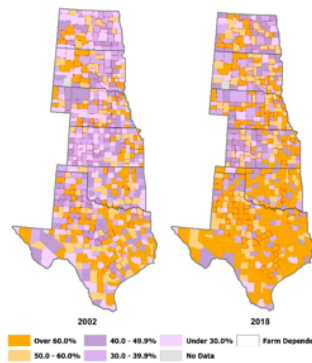 2002
2018
Over 60.0%
40.0 - 49.9%
Under 30.0%
Farm Depende
50.0 - 60.0%
30.0 - 39.9%
No Data